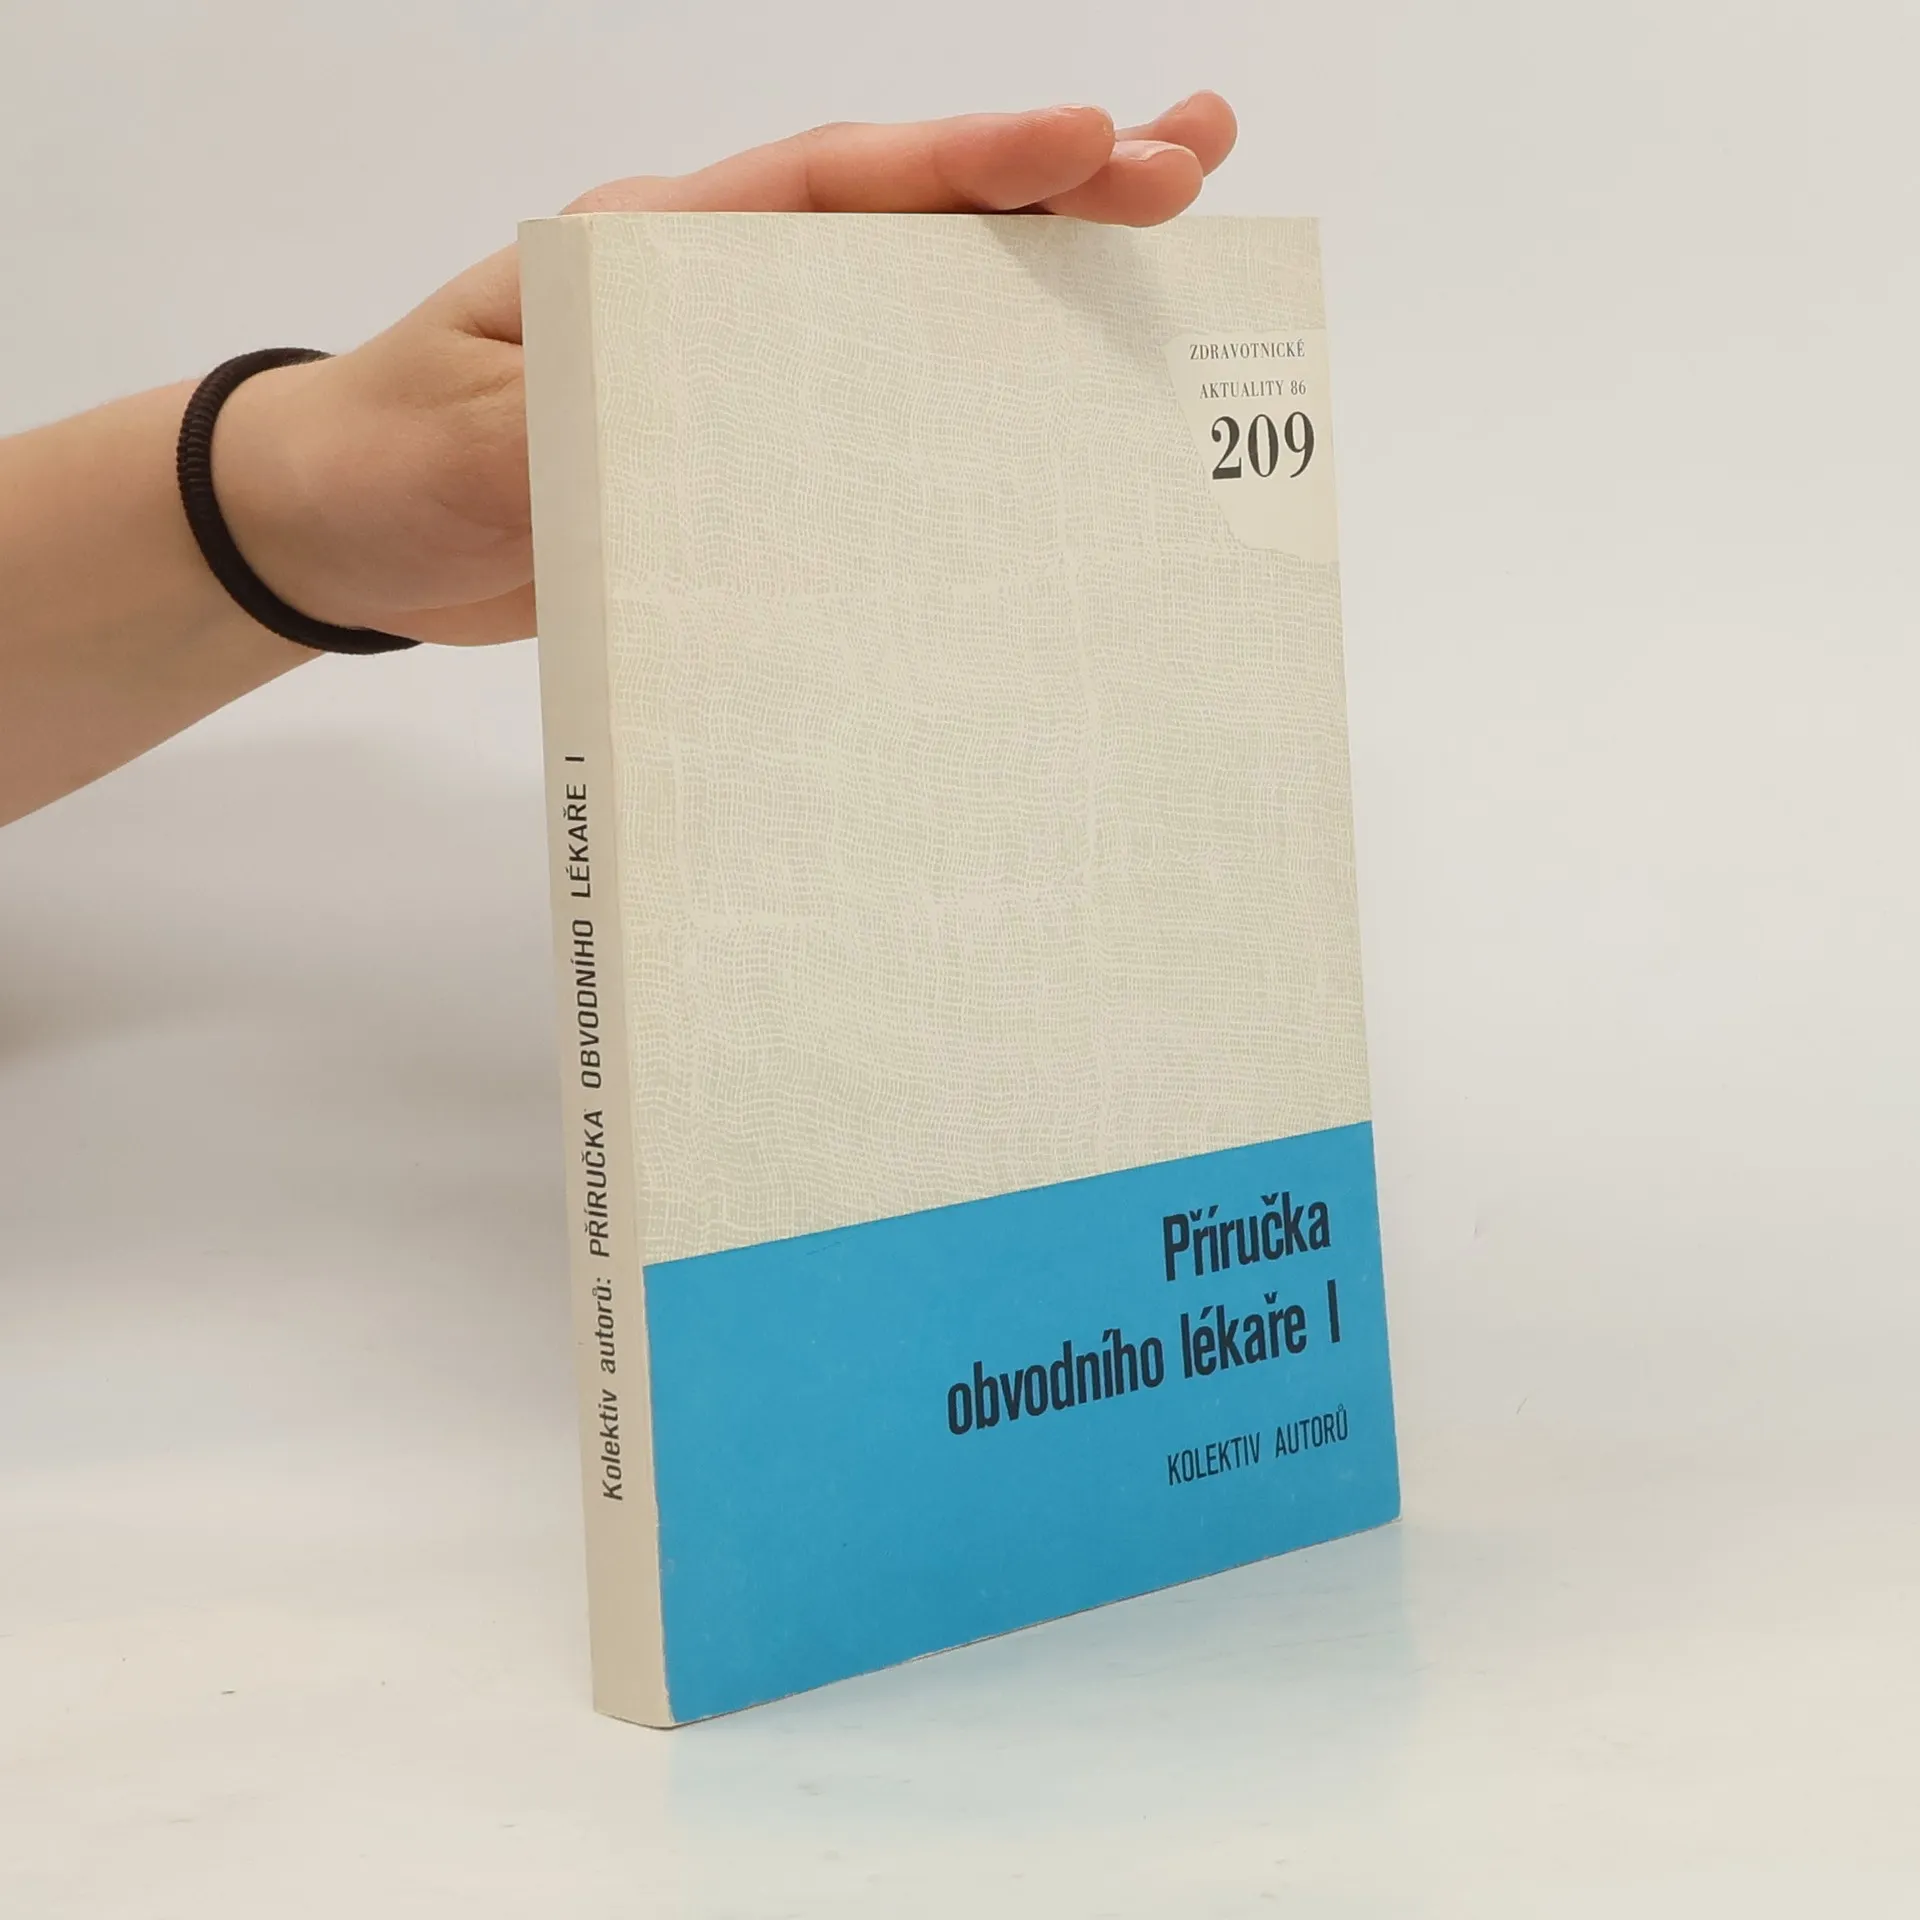 ZDRAVOTNICKÉ
AKTUALITY 86
209
Příručka
obvodního lékaře I
KOLEKTIV AUTORŮ
Kolektiv autorů: PŘÍRUČKA OBVODNÍHO LÉKAŘE I